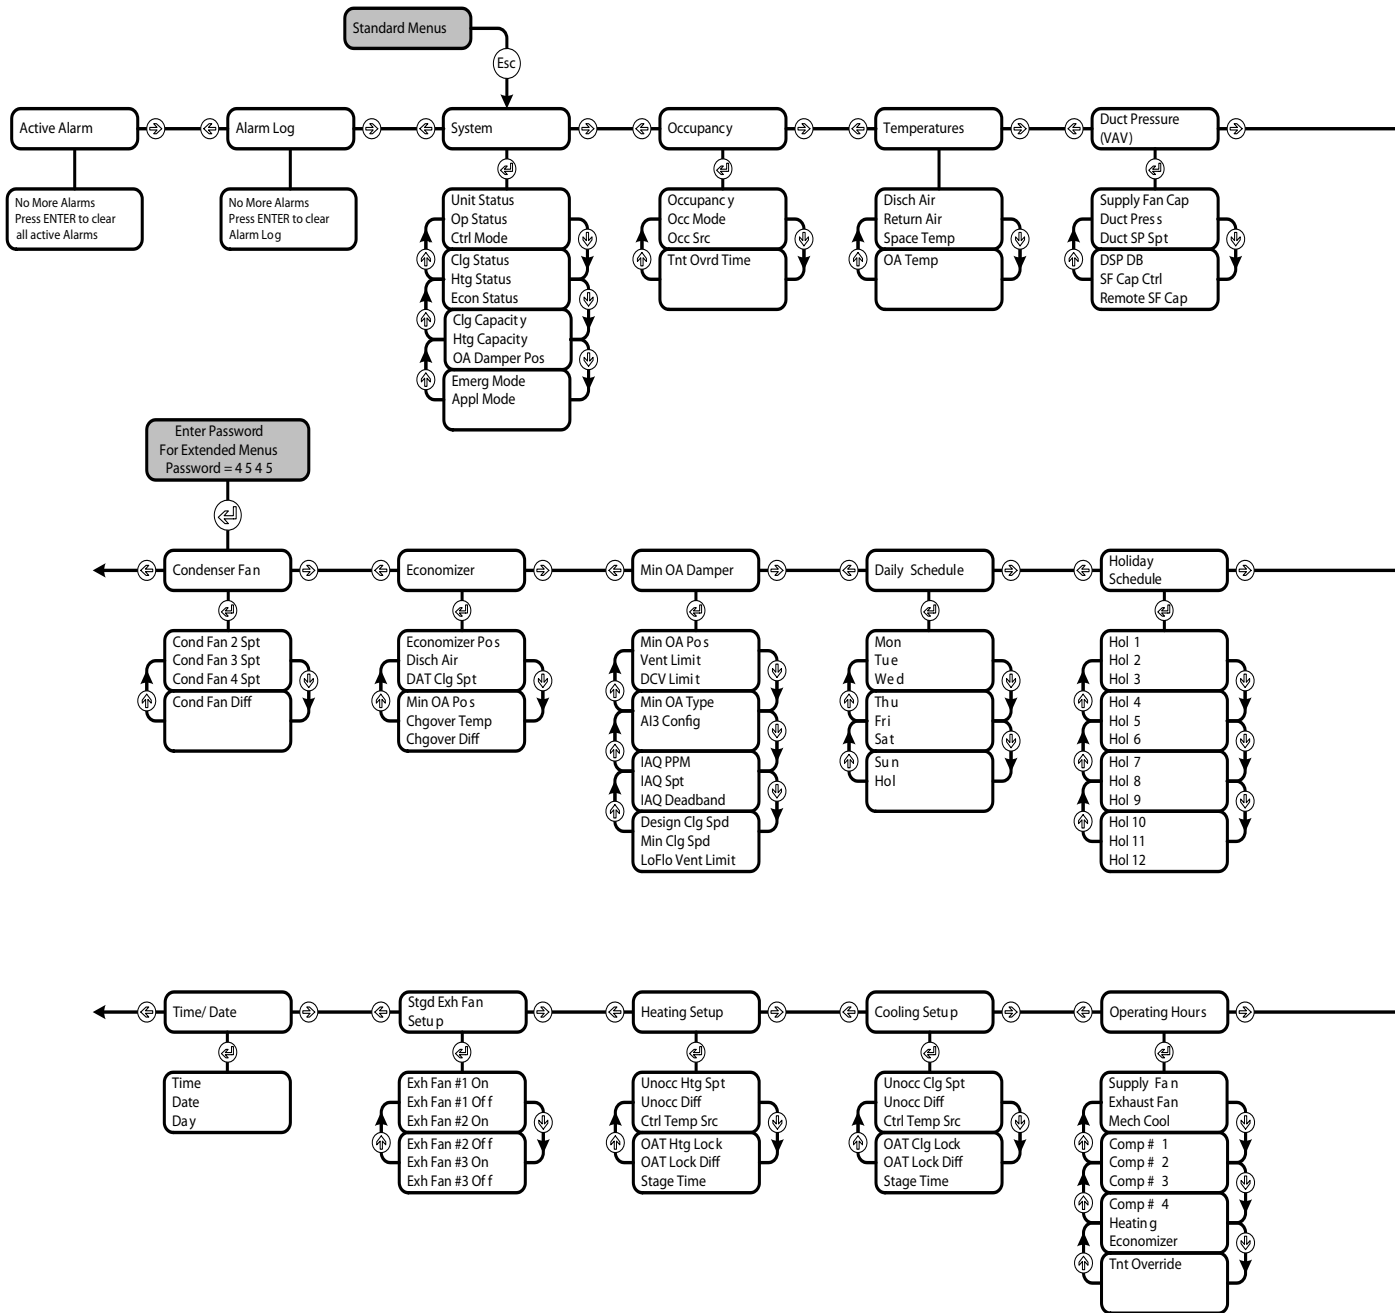 Standard Menus
Esc
Active Alarm
Alarm Log
System
Occupancy
Temperatures
Duct Pressure
(VAV)
No More Alarms
Press ENTER to clear
all active Alarms
No More Alarms
Press ENTER to clear
Alarm Log
Unit Status
Op Status
Ctrl Mode
Clg Status
Htg Status
Econ Status
Clg Capacity
Htg Capacity
OA Damper Pos
Emerg Mode
Appl Mode
Occupancy
Occ Mode
Occ Src
Tnt Ovrd Time
Disch Air
Return Air
Space Temp
OA Temp
Supply Fan Cap
Duct Press
Duct SP Spt
DSP DB
SF Cap Ctrl
Remote SF Cap
Enter Password
For Extended Menus
Password = 4 5 4 5
Condenser Fan
Economizer
Min OA Damper
Daily Schedule
Holiday
Schedule
Cond Fan 2 Spt
Cond Fan 3 Spt
Cond Fan 4 Spt
Cond Fan Diff
Economizer Pos
Disch Air
DAT Clg Spt
Min OA Pos
Chgover Temp
Chgover Diff
Min OA Pos
Vent Limit
DCV Limit
Min OA Type
AI3 Config
IAQ PPM
IAQ Spt
IAQ Deadband
Design Clg Spd
Min Clg Spd
LoFlo Vent Limit
Mon
Tue
Wed
Thu
Fri
Sat
Sun
Hol
Hol 1
Hol 2
Hol 3
Hol 4
Hol 5
Hol 6
Hol 7
Hol 8
Hol 9
Hol 10
Hol 11
Hol 12
Time/ Date
Stgd Exh Fan
Setup
Heating Setup
Cooling Setup
Operating Hours
Time
Date
Day
Exh Fan #1 On
Exh Fan #1 Off
Exh Fan #2 On
Exh Fan #2 Off
Exh Fan #3 On
Exh Fan #3 Off
Unocc Htg Spt
Unocc Diff
Ctrl Temp Src
OAT Htg Lock
OAT Lock Diff
Stage Time
Unocc Clg Spt
Unocc Diff
Ctrl Temp Src
OAT Clg Lock
OAT Lock Diff
Stage Time
Supply Fan
Exhaust Fan
Mech Cool
Comp # 1
Comp # 2
Comp # 3
Comp # 4
Heating
Economizer
Tnt Override